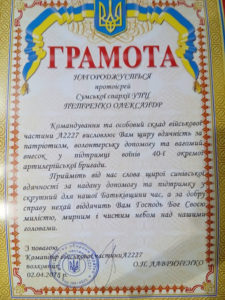 ГРАМОТА
НАГОРОДЖУЄТЬСЯ
протоієрей
Сумської єпархії УПЦ
ПЕТРЕНКО ОЛЕКСАНДР
Командування та особовий склад військової
частини А2227 висловлює Вам щиру вдячність за
патріотизм, волонтерську допомогу та вагомий
внесок у підтримці воїнів 40-ї окремої
артилерійської бригади.
Прийміть від нас слова щирої синівської
вдячності за надану допомогу та підтримку у
скрутний для нашої Батьківщини час, а за добру
справу нехай віддячить Вам Господь Бог Своєю
милістю, мирним і чистим небом над нашими
головами.
З повагою
Командир військової частини А2227
полковник
О.П. ЛАВРИНЕНКО